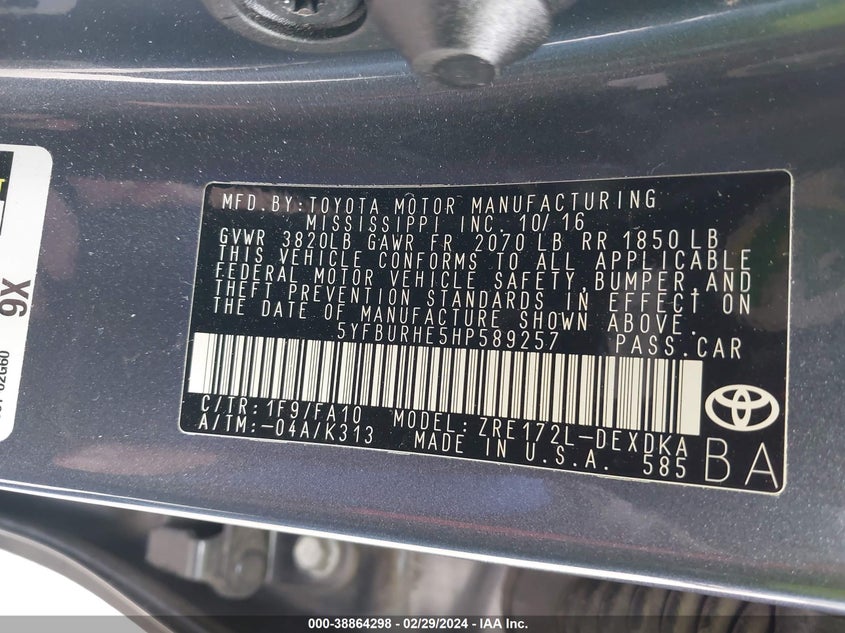 MFD.BY:TOYOTA MOTOR MANUFACTURING
MISSISSIPPI INC. 10/16
GVWR 3820LB GAWR FR 2070LB RR 1850LB
THIS VEHICLE CONFORMS TO ALL APPLICABLE
FEDERAL MOTOR VEHICLE SAFETY,BUMPER,AND
THEFT PREVENTION STANDARDS IN EFFECT ON
THE DATE OF MANUFACTURE SHOWN ABOVE.
5YFBURHE5HP589257 PASS.CAR
C/TR:1F9/FA10 MODEL:ZRE172L-DEXDKA
A/TM:-04A/K313 MADE IN U.S.A. 585
BA
9X
02G60
000-38864298 - 02/29/2024 - IAA Inc.